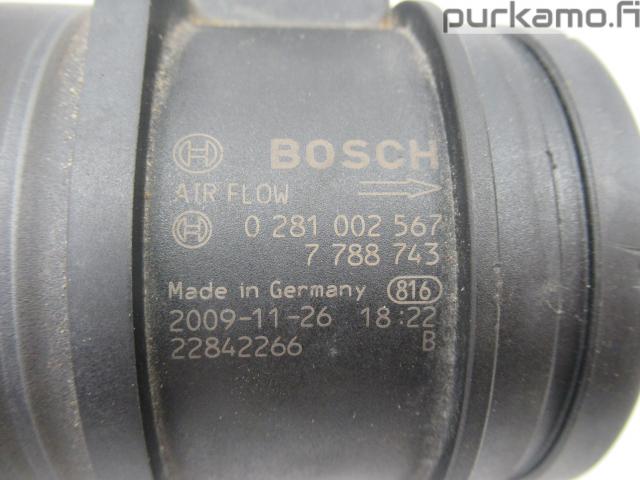 purkamo.fi
BOSCH
AIR FLOW
0 281 002 567
7 788 743
Made in Germany 816
2009-11-26 18:22
22842266 B